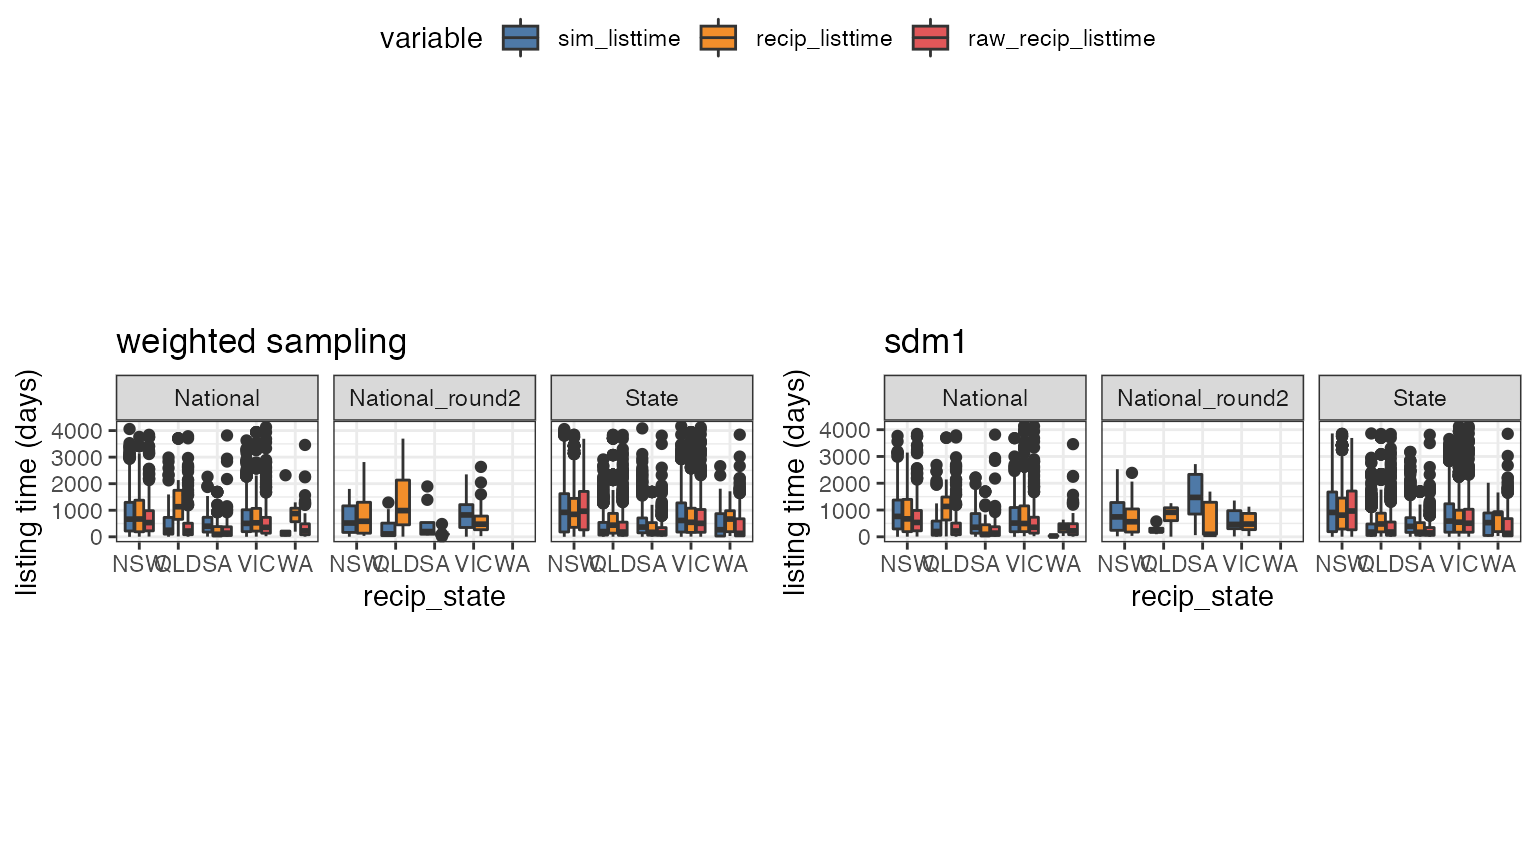 variable sim_listtime recip_listtime raw_recip_listtime
weighted sampling
National National_round2 State
listing time (days)
4000
3000
2000
1000
0
NSW QLD SA VIC WA NSW QLD SA VIC WA NSW QLD SA VIC WA
recip_state
sdm1
National National_round2 State
listing time (days)
4000
3000
2000
1000
0
NSW QLD SA VIC WA NSW QLD SA VIC WA NSW QLD SA VIC WA
recip_state